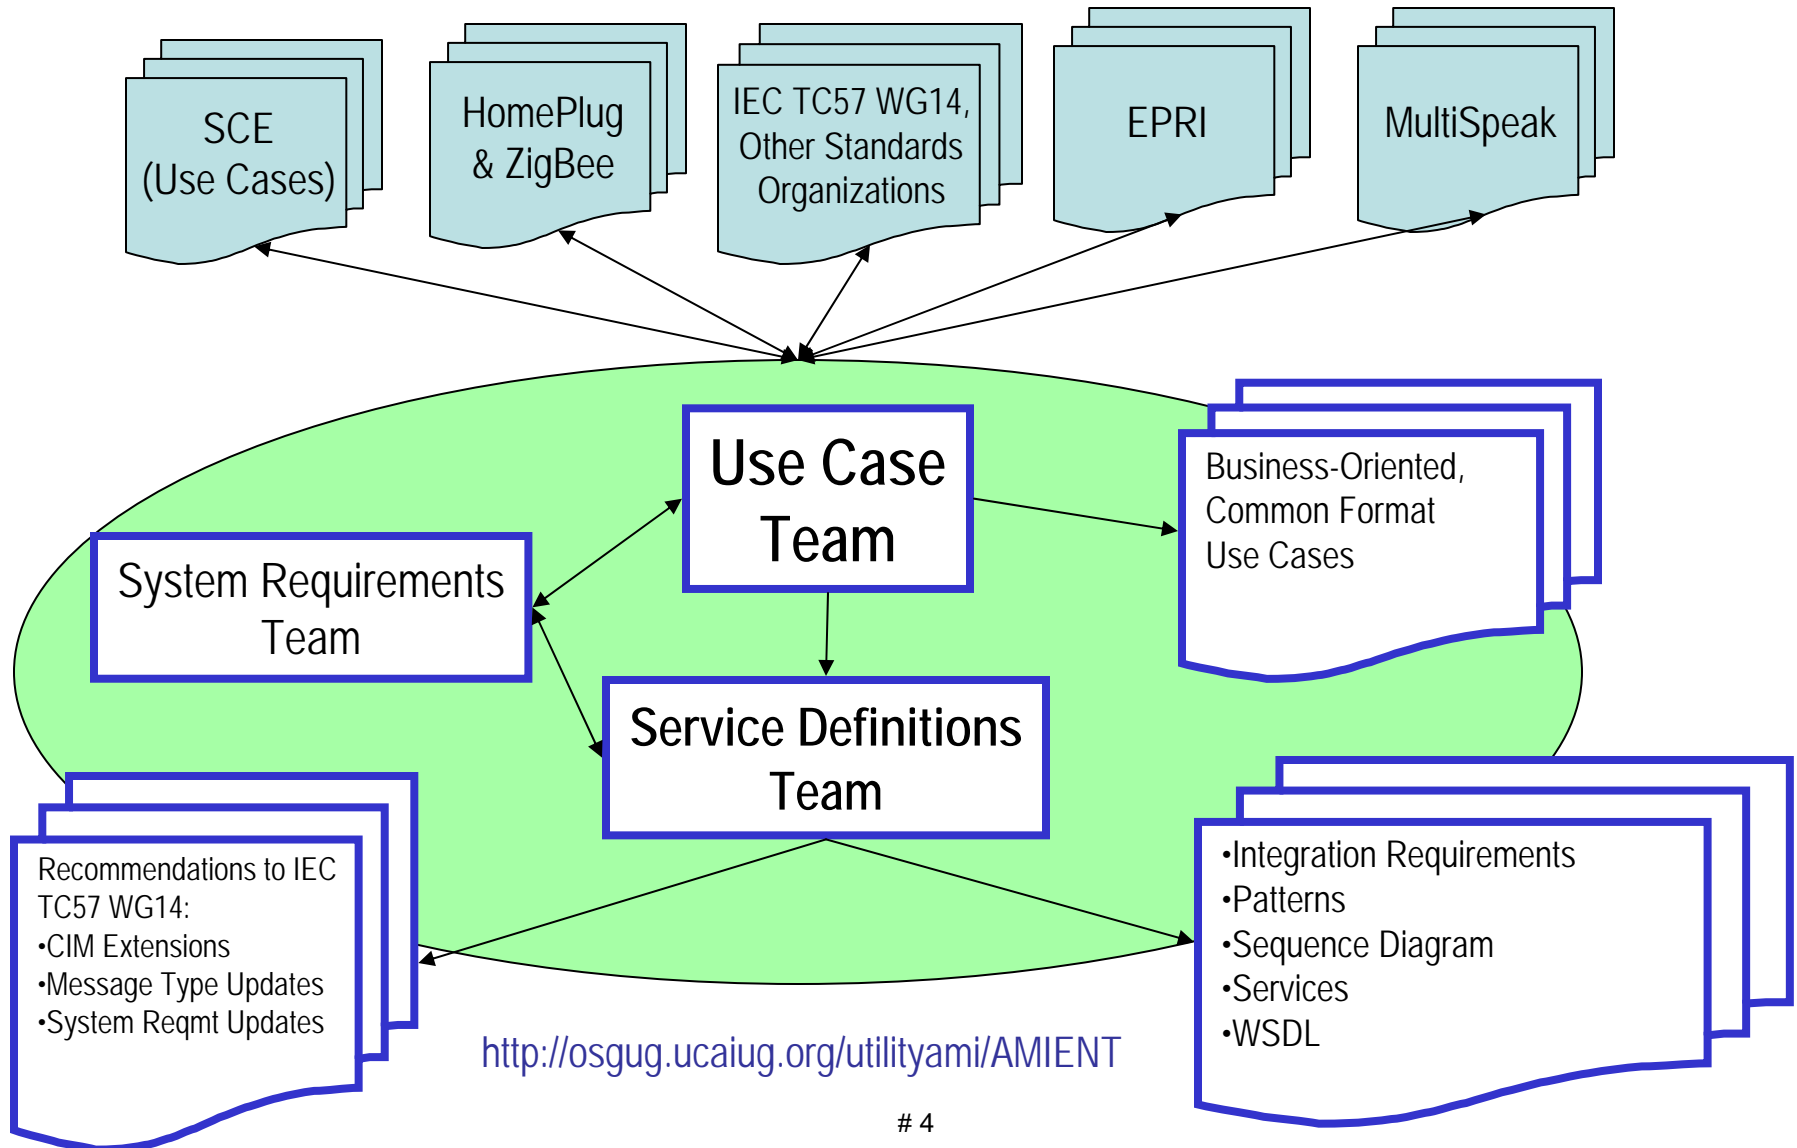 SCE
(Use Cases)
HomePlug
& ZigBee
IEC TC57 WG14,
Other Standards
Organizations
EPRI
MultiSpeak
Use Case
Team
Business-Oriented,
Common Format
Use Cases
System Requirements
Team
Service Definitions
Team
Recommendations to IEC
TC57 WG14:
•CIM Extensions
•Message Type Updates
•System Reqmt Updates
•Integration Requirements
•Patterns
•Sequence Diagram
•Services
•WSDL
http://osgug.ucaiug.org/utilityami/AMIENT
# 4